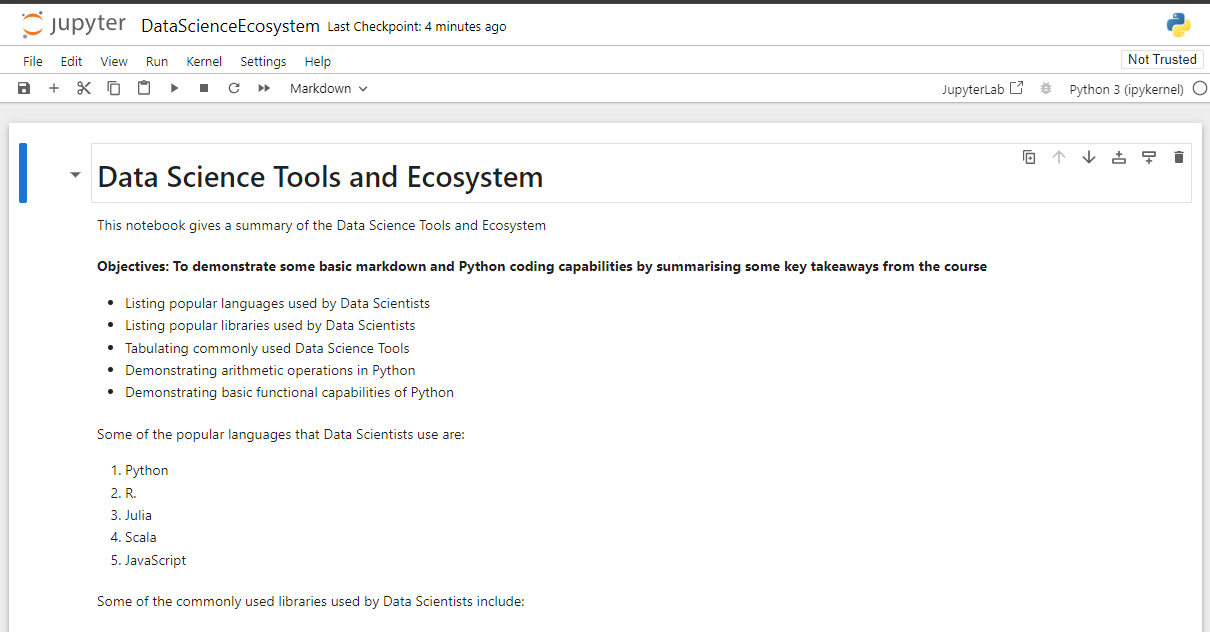 jupyter DataScienceEcosystem Last Checkpoint: 4 minutes ago
File Edit View Run Kernel Settings Help Not Trusted
Markdown JupyterLab Python 3 (ipykernel)
Data Science Tools and Ecosystem
This notebook gives a summary of the Data Science Tools and Ecosystem
Objectives: To demonstrate some basic markdown and Python coding capabilities by summarising some key takeaways from the course
• Listing popular languages used by Data Scientists
• Listing popular libraries used by Data Scientists
• Tabulating commonly used Data Science Tools
• Demonstrating arithmetic operations in Python
• Demonstrating basic functional capabilities of Python
Some of the popular languages that Data Scientists use are:
1. Python
2. R.
3. Julia
4. Scala
5. JavaScript
Some of the commonly used libraries used by Data Scientists include: